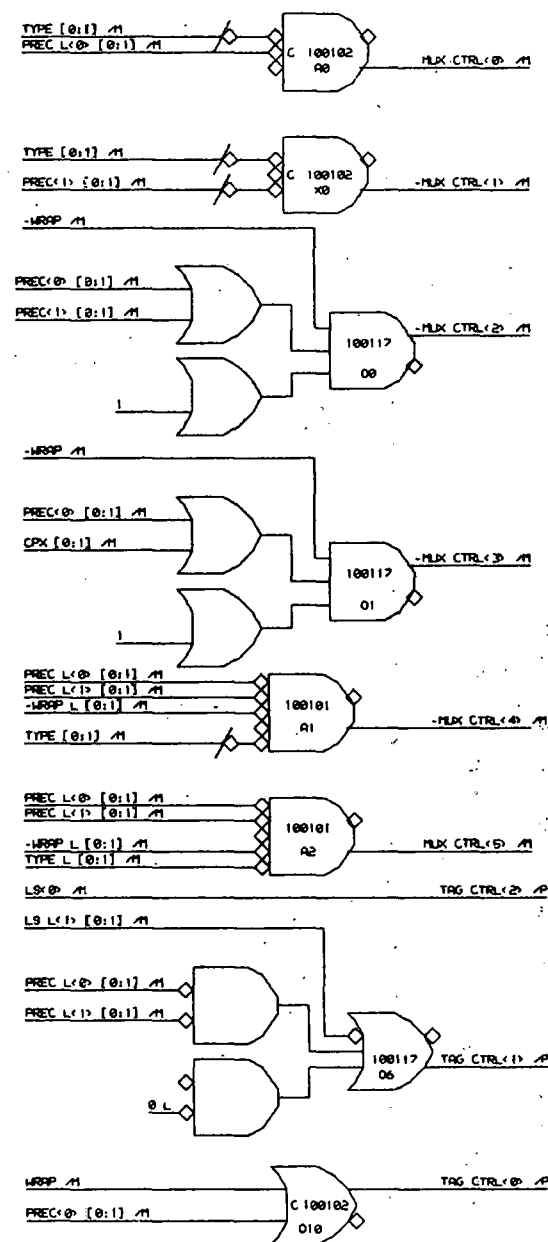 TYPE [0:1] /M
PREC L<0> [0:1] /M
C 100102
A0
MUX CTRL<0> /M
TYPE [0:1] /M
PREC<1> [0:1] /M
C 100102
X0
-MUX CTRL<1> /M
-WRAP /M
PREC<0> [0:1] /M
PREC<1> [0:1] /M
100117
O0
-MUX CTRL<2> /M
1
-WRAP /M
PREC<0> [0:1] /M
CPX [0:1] /M
100117
O1
-MUX CTRL<3> /M
1
PREC L<0> [0:1] /M
PREC L<1> [0:1] /M
-WRAP L [0:1] /M
TYPE [0:1] /M
100101
A1
-MUX CTRL<4> /M
PREC L<0> [0:1] /M
PREC L<1> [0:1] /M
-WRAP L [0:1] /M
TYPE L [0:1] /M
100101
A2
MUX CTRL<5> /M
LS<0> /M
TAG CTRL<2> /P
LS L<1> [0:1] /M
PREC L<0> [0:1] /M
PREC L<1> [0:1] /M
100117
O6
TAG CTRL<1> /P
0 L
WRAP /M
PREC<0> [0:1] /M
C 100102
O10
TAG CTRL<0> /P